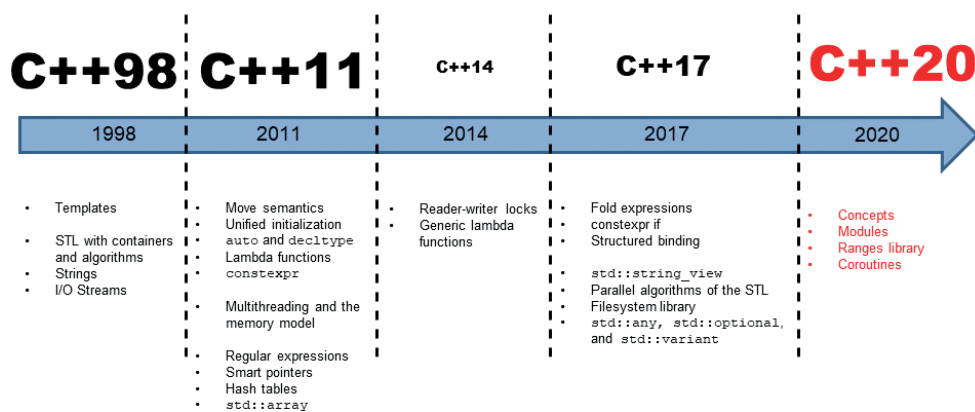 C++98
C++11
C++14
C++17
C++20
1998
2011
2014
2017
2020
• Templates
• STL with containers
and algorithms
• Strings
• I/O Streams
• Move semantics
• Unified initialization
• auto and decltype
• Lambda functions
• constexpr
• Multithreading and the
memory model
• Regular expressions
• Smart pointers
• Hash tables
• std::array
• Reader-writer locks
• Generic lambda
functions
• Fold expressions
• constexpr if
• Structured binding
• std::string_view
• Parallel algorithms of the STL
• Filesystem library
• std::any, std::optional,
and std::variant
• Concepts
• Modules
• Ranges library
• Coroutines